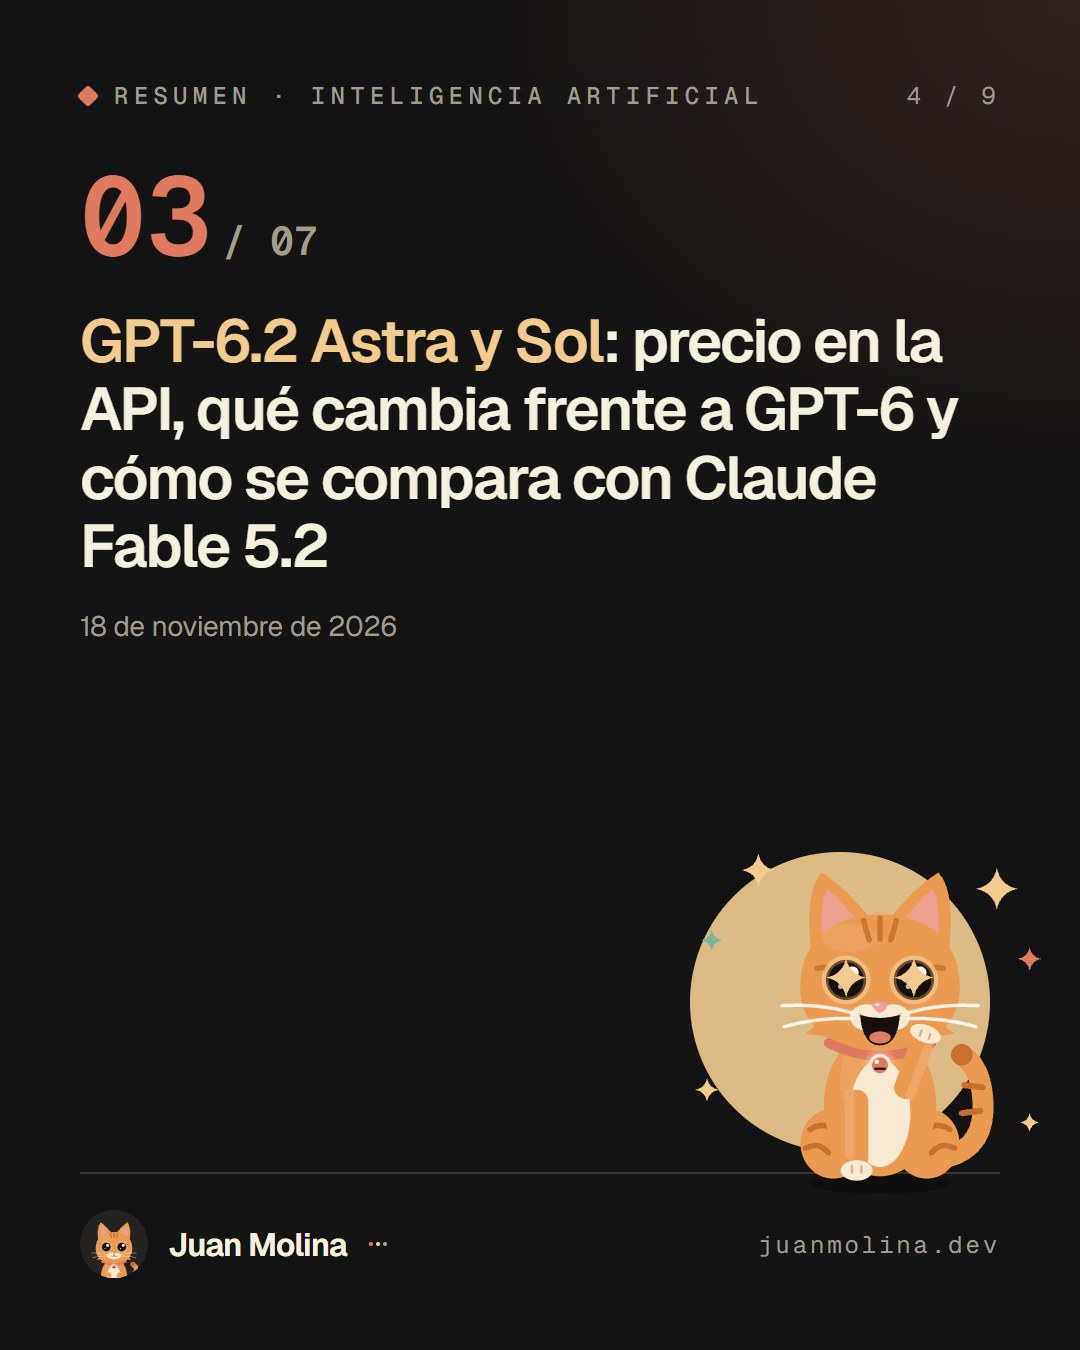 RESUMEN · INTELIGENCIA ARTIFICIAL
4 / 9
03 / 07
GPT-6.2 Astra y Sol: precio en la
API, qué cambia frente a GPT-6 y
cómo se compara con Claude
Fable 5.2
18 de noviembre de 2026
Juan Molina
juanmolina.dev